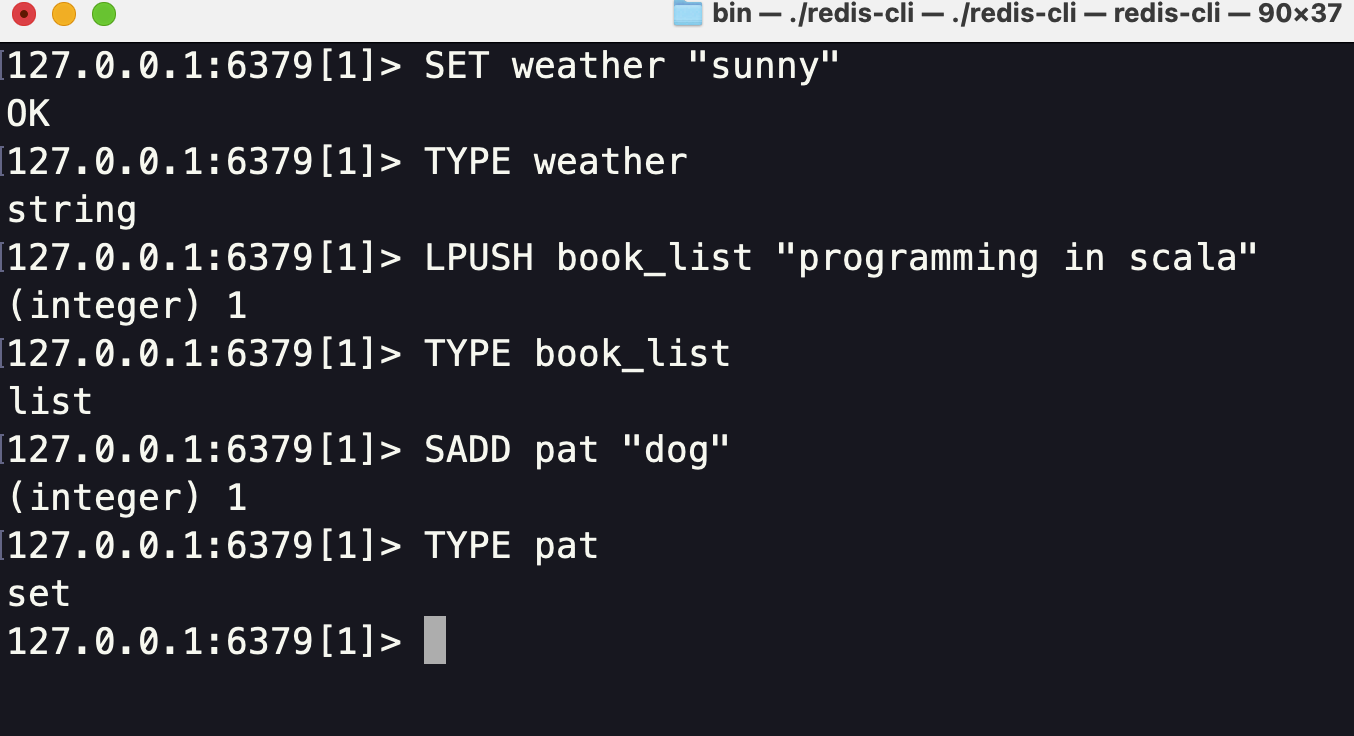 bin — ./redis-cli — ./redis-cli — redis-cli — 90×37
127.0.0.1:6379[1]> SET weather "sunny"
OK
127.0.0.1:6379[1]> TYPE weather
string
127.0.0.1:6379[1]> LPUSH book_list "programming in scala"
(integer) 1
127.0.0.1:6379[1]> TYPE book_list
list
127.0.0.1:6379[1]> SADD pat "dog"
(integer) 1
127.0.0.1:6379[1]> TYPE pat
set
127.0.0.1:6379[1]>